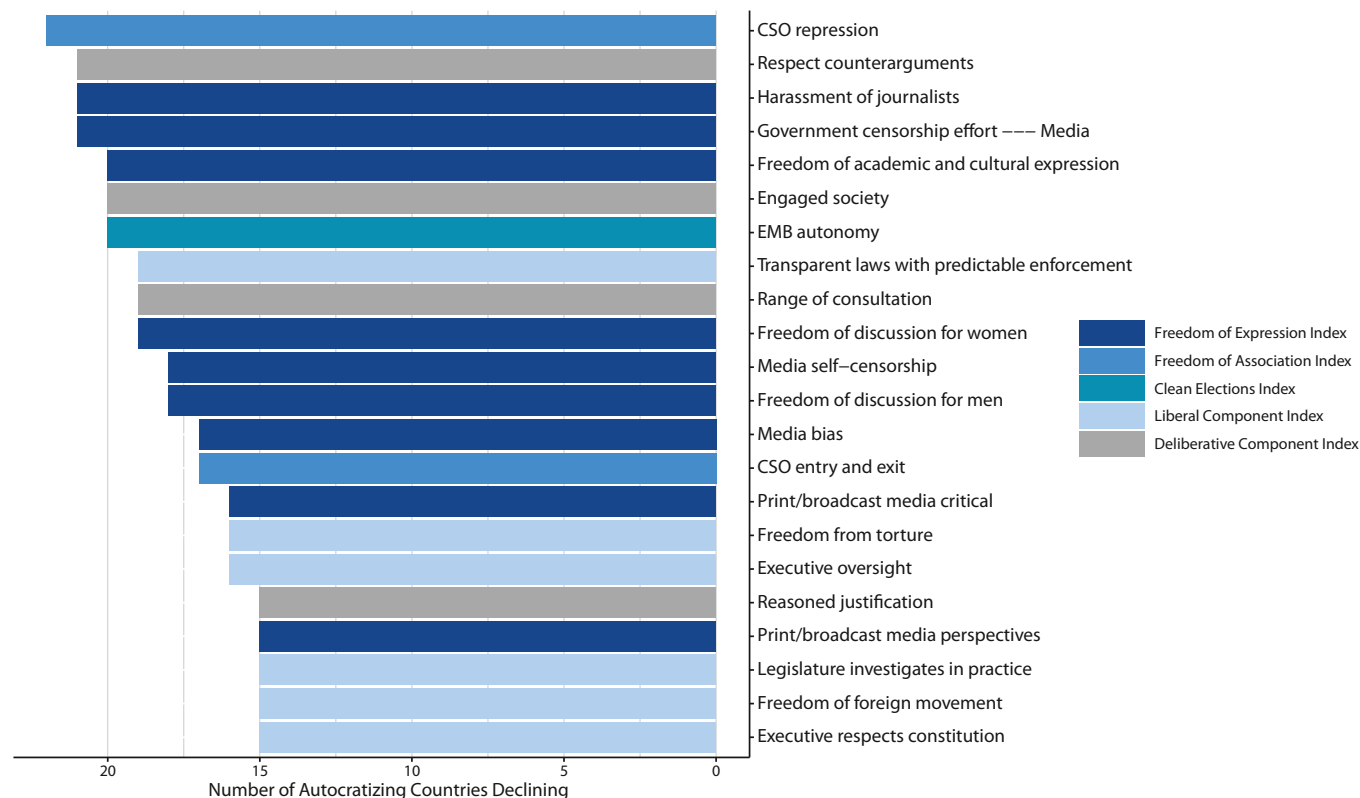 CSO repression
Respect counterarguments
Harassment of journalists
Government censorship effort −−− Media
Freedom of academic and cultural expression
Engaged society
EMB autonomy
Transparent laws with predictable enforcement
Range of consultation
Freedom of discussion for women
Media self−censorship
Freedom of discussion for men
Media bias
CSO entry and exit
Print/broadcast media critical
Freedom from torture
Executive oversight
Reasoned justification
Print/broadcast media perspectives
Legislature investigates in practice
Freedom of foreign movement
Executive respects constitution
Freedom of Expression Index
Freedom of Association Index
Clean Elections Index
Liberal Component Index
Deliberative Component Index
20 15 10 5 0
Number of Autocratizing Countries Declining